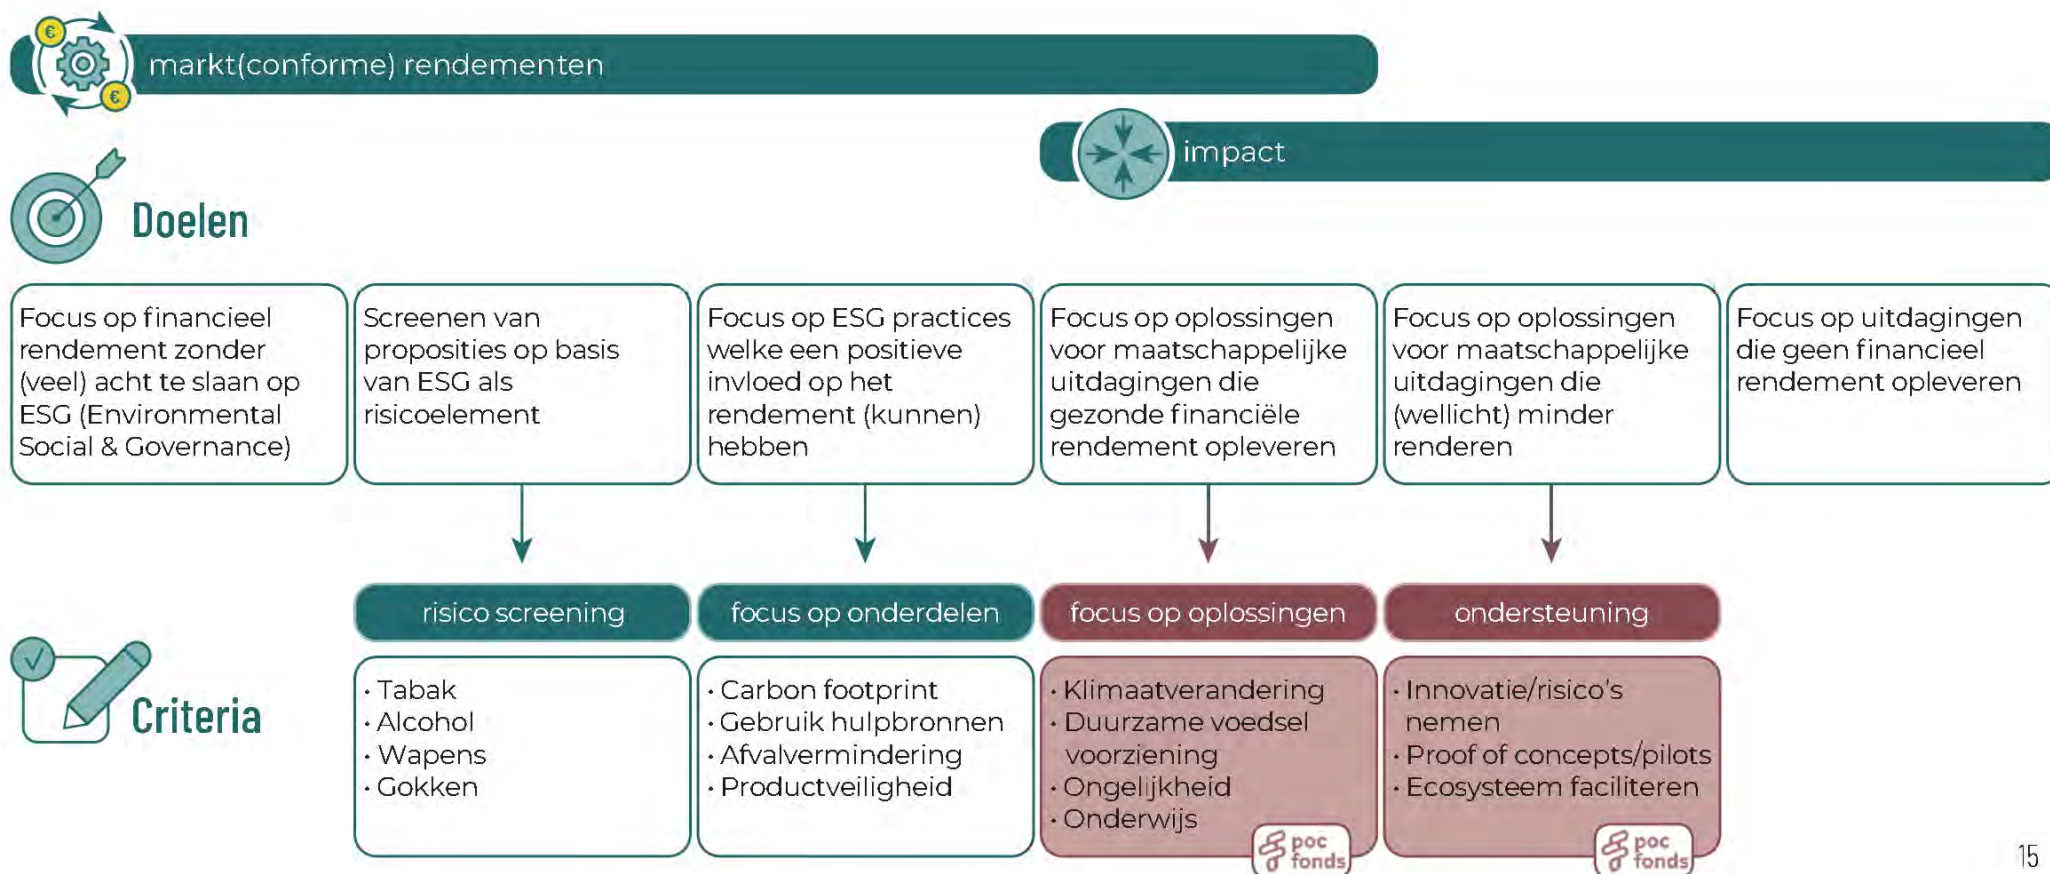 €
€
markt(conforme) rendementen
impact
Doelen
Focus op financieel
rendement zonder
(veel) acht te slaan op
ESG (Environmental
Social & Governance)
Screenen van
proposities op basis
van ESG als
risicoelement
Focus op ESG practices
welke een positieve
invloed op het
rendement (kunnen)
hebben
Focus op oplossingen
voor maatschappelijke
uitdagingen die
gezonde financiële
rendement opleveren
Focus op oplossingen
voor maatschappelijke
uitdagingen die
(wellicht) minder
renderen
Focus op uitdagingen
die geen financieel
rendement opleveren
Criteria
risico screening
· Tabak
· Alcohol
· Wapens
· Gokken
focus op onderdelen
· Carbon footprint
· Gebruik hulpbronnen
· Afvalvermindering
· Productveiligheid
focus op oplossingen
· Klimaatverandering
· Duurzame voedsel
voorziening
· Ongelijkheid
· Onderwijs
poc
fonds
ondersteuning
· Innovatie/risico's
nemen
· Proof of concepts/pilots
· Ecosysteem faciliteren
poc
fonds
15